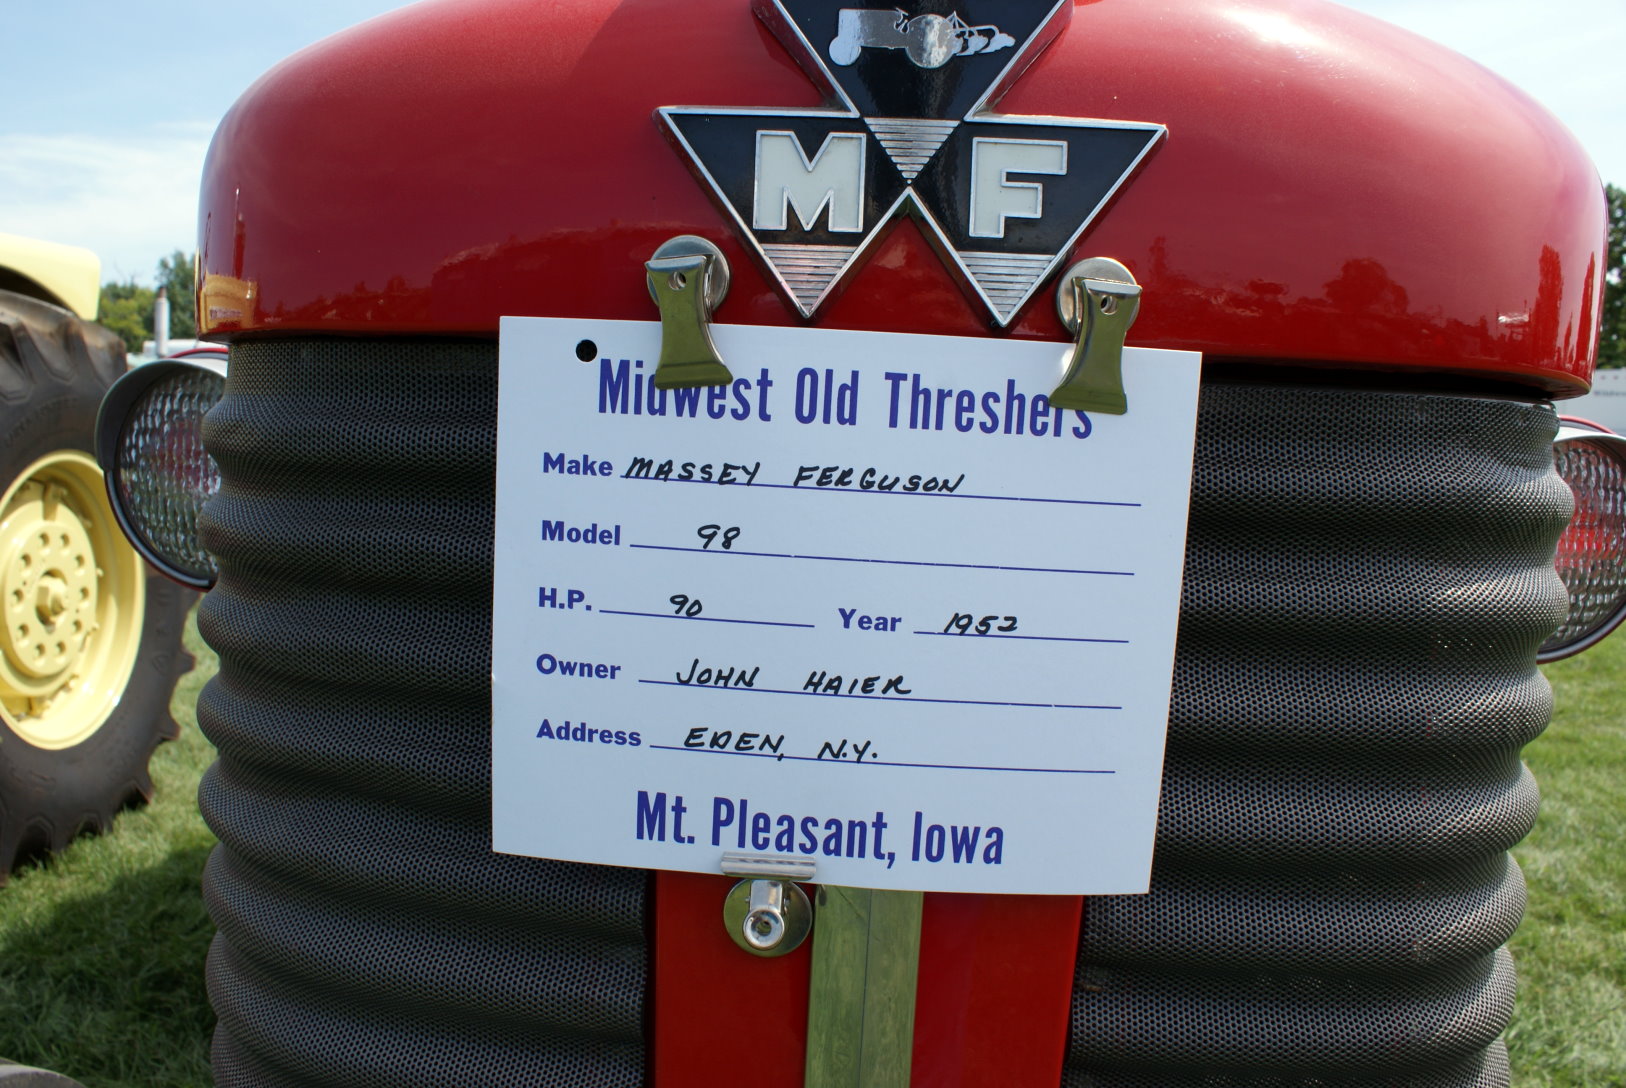 M F
Midwest Old Threshers
Make MASSEY FERGUSON
Model 98
H.P. 90 Year 1952
Owner JOHN HAIER
Address EDEN, N.Y.
Mt. Pleasant, Iowa